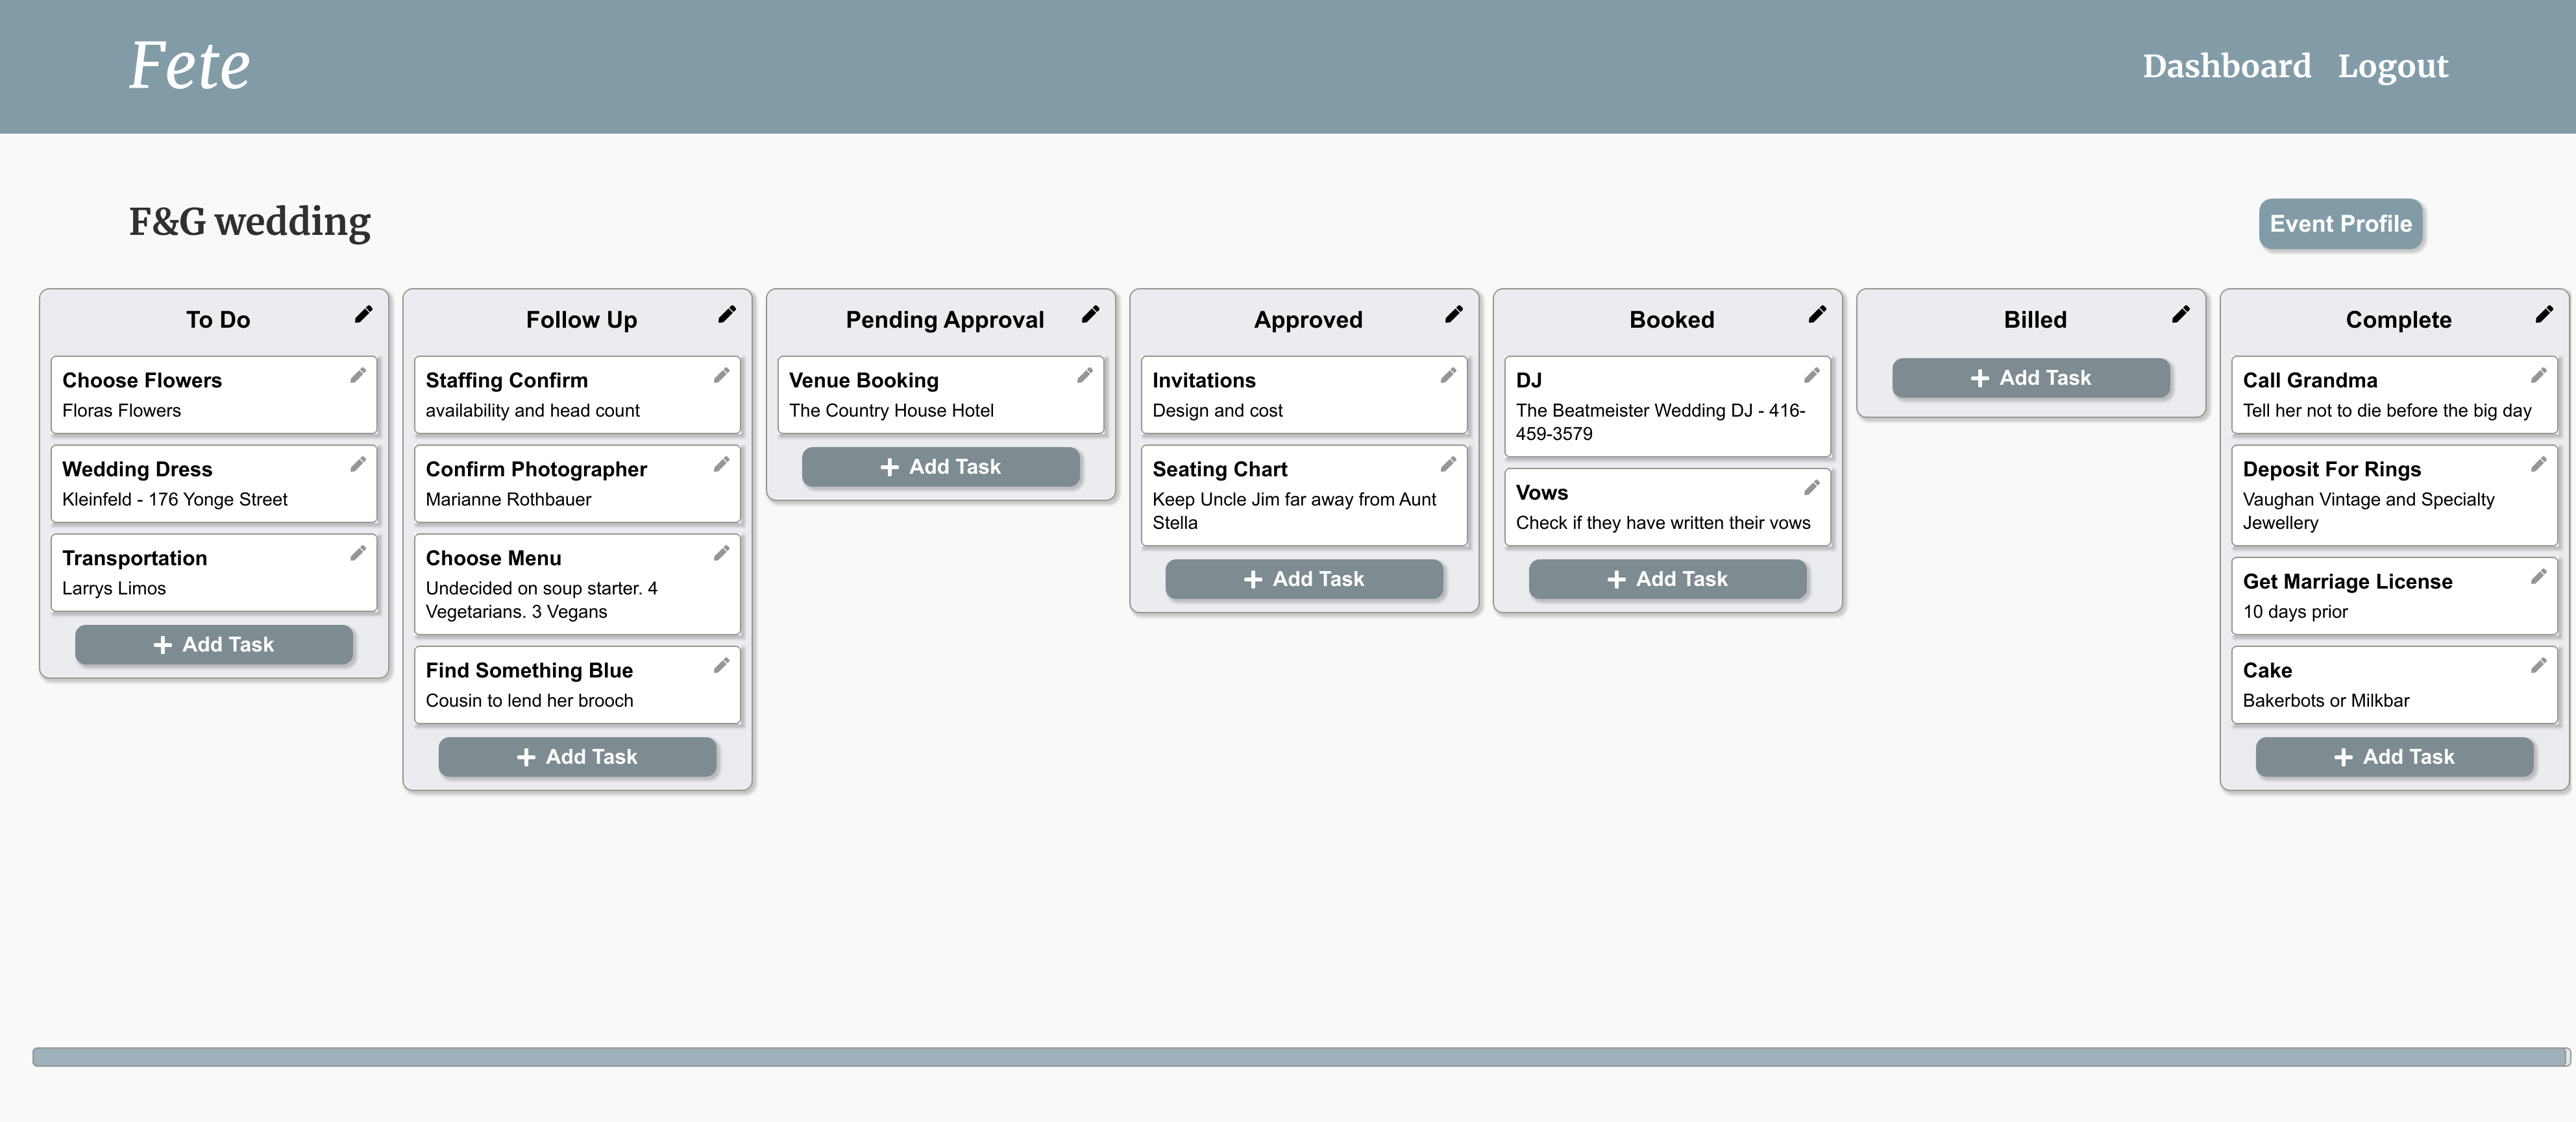 Fete
Dashboard Logout
F&G wedding
Event Profile
To Do
Choose Flowers
Floras Flowers
Wedding Dress
Kleinfeld - 176 Yonge Street
Transportation
Larrys Limos
Add Task
Follow Up
Staffing Confirm
availability and head count
Confirm Photographer
Marianne Rothbauer
Choose Menu
Undecided on soup starter. 4
Vegetarians. 3 Vegans
Find Something Blue
Cousin to lend her brooch
Add Task
Pending Approval
Venue Booking
The Country House Hotel
Add Task
Approved
Invitations
Design and cost
Seating Chart
Keep Uncle Jim far away from Aunt
Stella
Add Task
Booked
DJ
The Beatmeister Wedding DJ - 416-
459-3579
Vows
Check if they have written their vows
Add Task
Billed
Add Task
Complete
Call Grandma
Tell her not to die before the big day
Deposit For Rings
Vaughan Vintage and Specialty
Jewellery
Get Marriage License
10 days prior
Cake
Bakerbots or Milkbar
Add Task